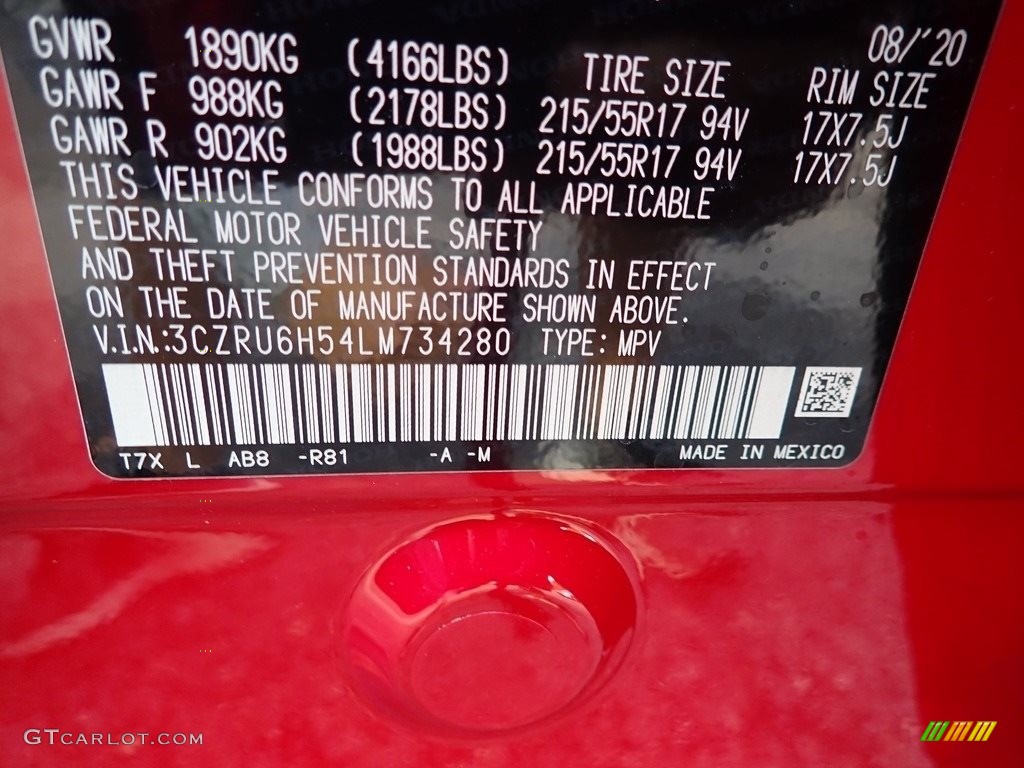 08/'20
GVWR 1890KG (4166LBS) TIRE SIZE RIM SIZE
GAWR F 988KG (2178LBS) 215/55R17 94V 17X7.5J
GAWR R 902KG (1988LBS) 215/55R17 94V 17X7.5J
THIS VEHICLE CONFORMS TO ALL APPLICABLE
FEDERAL MOTOR VEHICLE SAFETY
AND THEFT PREVENTION STANDARDS IN EFFECT
ON THE DATE OF MANUFACTURE SHOWN ABOVE.
V.I.N.:3CZRU6H54LM734280 TYPE: MPV
T7X L AB8 -R81 -A -M MADE IN MEXICO
GTCARLOT.COM